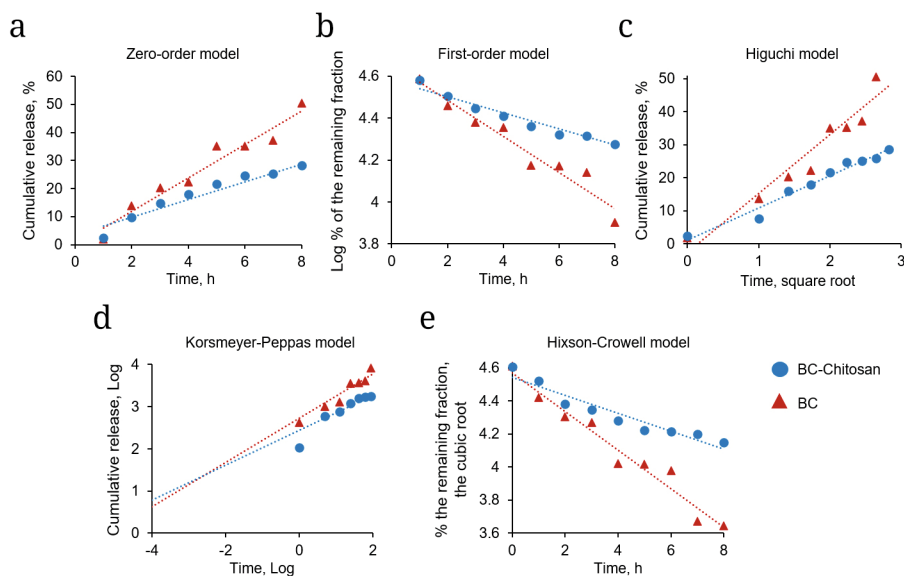 a
Zero-order model
Cumulative release, %
60
50
40
30
20
10
0
0
2
4
6
8
Time, h
b
First-order model
Log % of the remaining fraction
4.6
4.4
4.2
4
3.8
0
2
4
6
8
Time, h
c
Higuchi model
Cumulative release, %
50
40
30
20
10
0
0
1
2
3
Time, square root
d
Korsmeyer-Peppas model
Cumulative release, Log
4
3
2
1
0
-4
-2
0
2
Time, Log
e
Hixson-Crowell model
% the remaining fraction,
the cubic root
4.6
4.4
4.2
4
3.8
3.6
0
2
4
6
8
Time, h
BC-Chitosan
BC